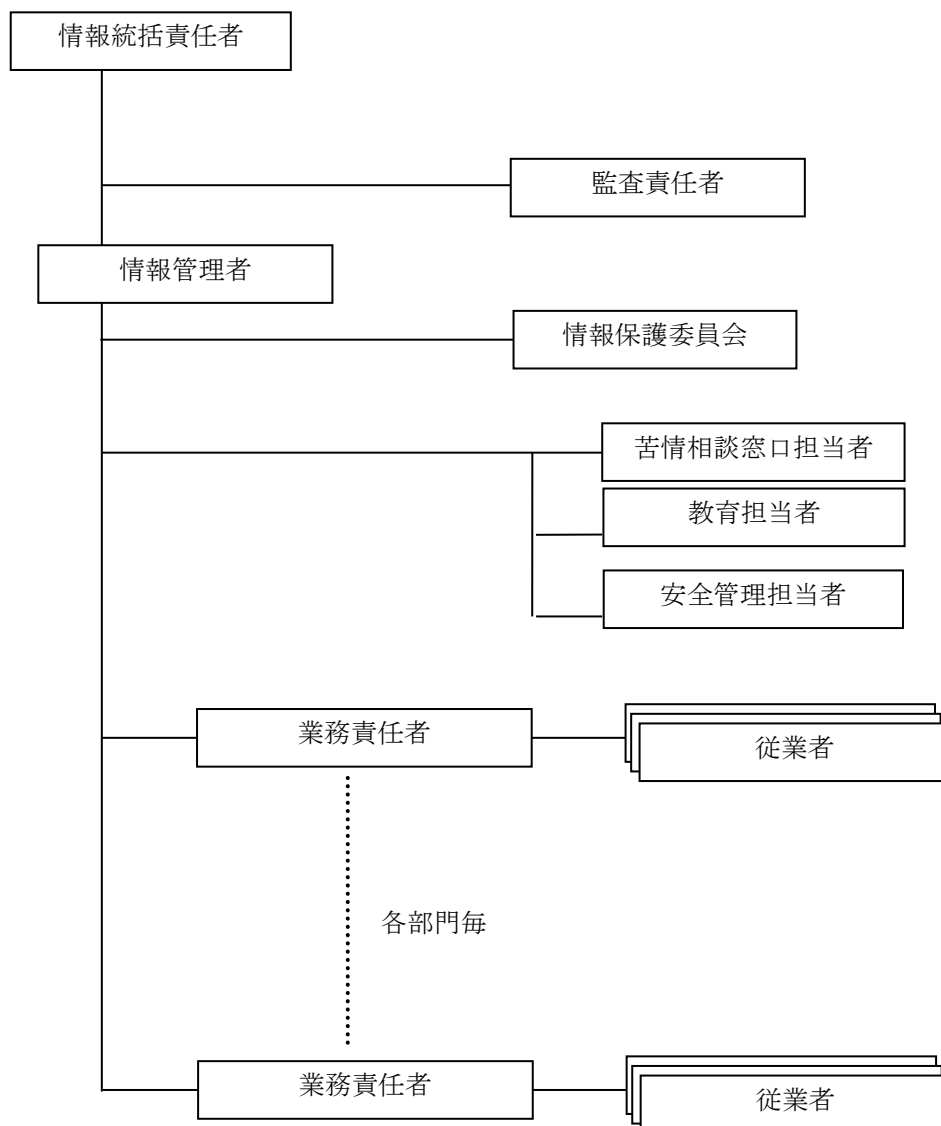 情報統括責任者
監査責任者
情報管理者
情報保護委員会
苦情相談窓口担当者
教育担当者
安全管理担当者
業務責任者
従業者
各部門毎
業務責任者
従業者